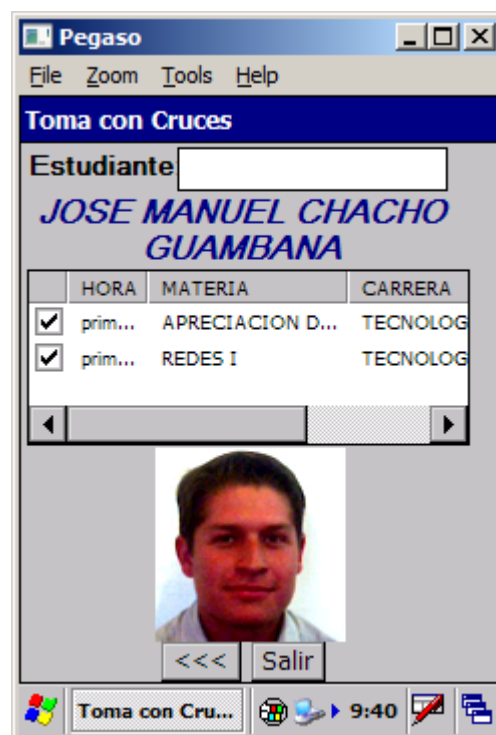 Pegaso
File Zoom Tools Help
Toma con Cruces
Estudiante
JOSE MANUEL CHACHO
GUAMBANA
HORA MATERIA CARRERA
prim... APRECIACION D... TECNOLOG
prim... REDES I TECNOLOG
<<< Salir
Toma con Cru... 9:40